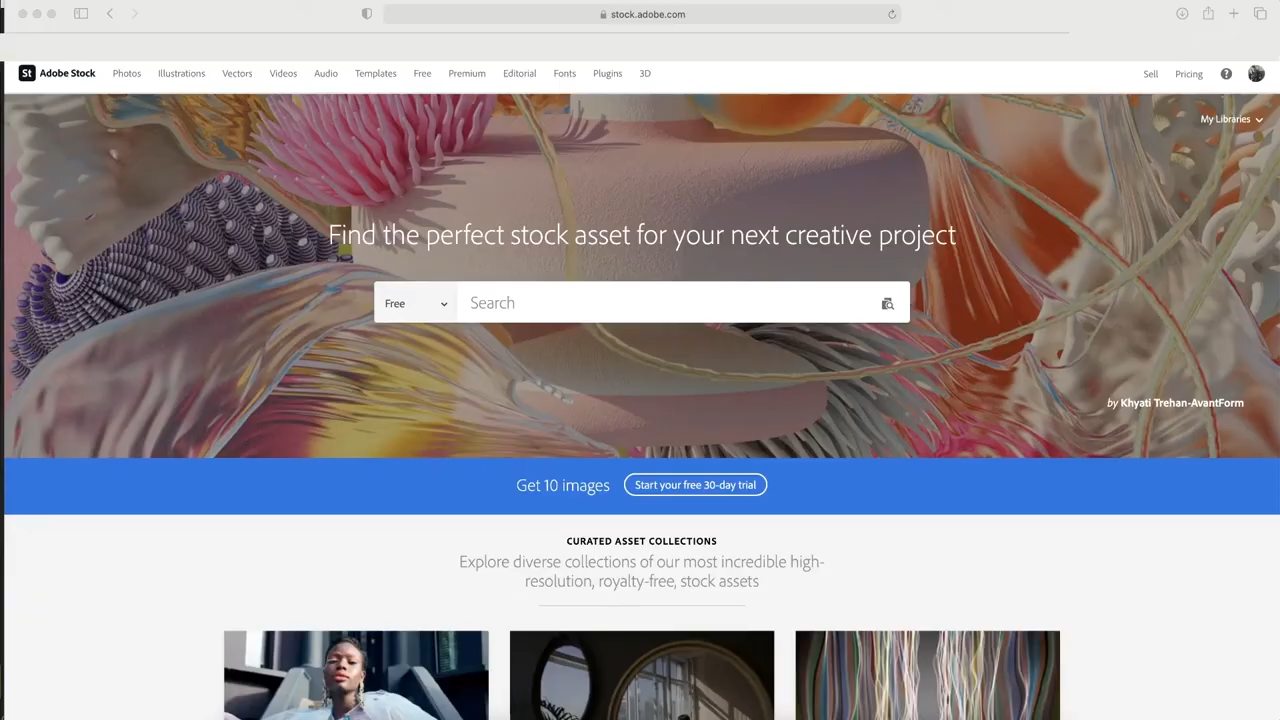 stock.adobe.com
St Adobe Stock Photos Illustrations Vectors Videos Audio Templates Free Premium Editorial Fonts Plugins 3D Sell Pricing ?
My Libraries
Find the perfect stock asset for your next creative project
Free Search
by Khyati Trehan-AvantForm
Get 10 images Start your free 30-day trial
CURATED ASSET COLLECTIONS
Explore diverse collections of our most incredible high-
resolution, royalty-free, stock assets